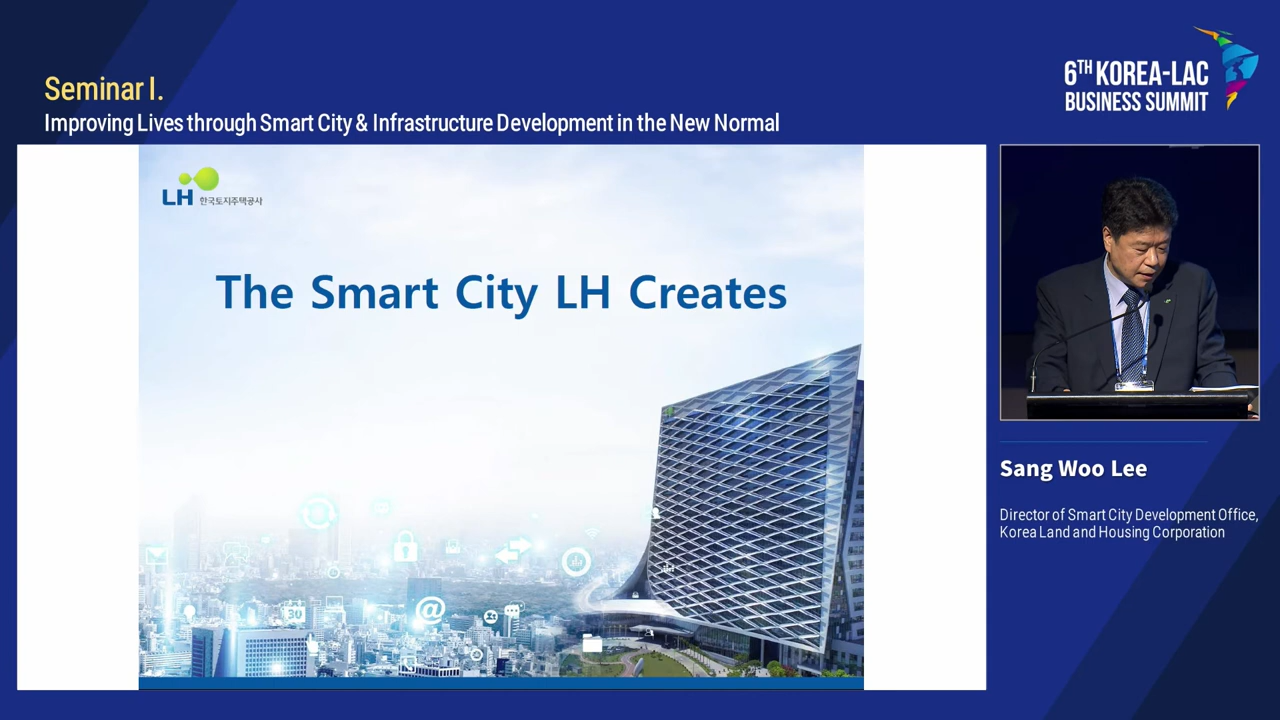 Seminar I.
Improving Lives through Smart City & Infrastructure Development in the New Normal
6TH KOREA-LAC
BUSINESS SUMMIT
LH 한국토지주택공사
The Smart City LH Creates
@
Sang Woo Lee
Director of Smart City Development Office,
Korea Land and Housing Corporation